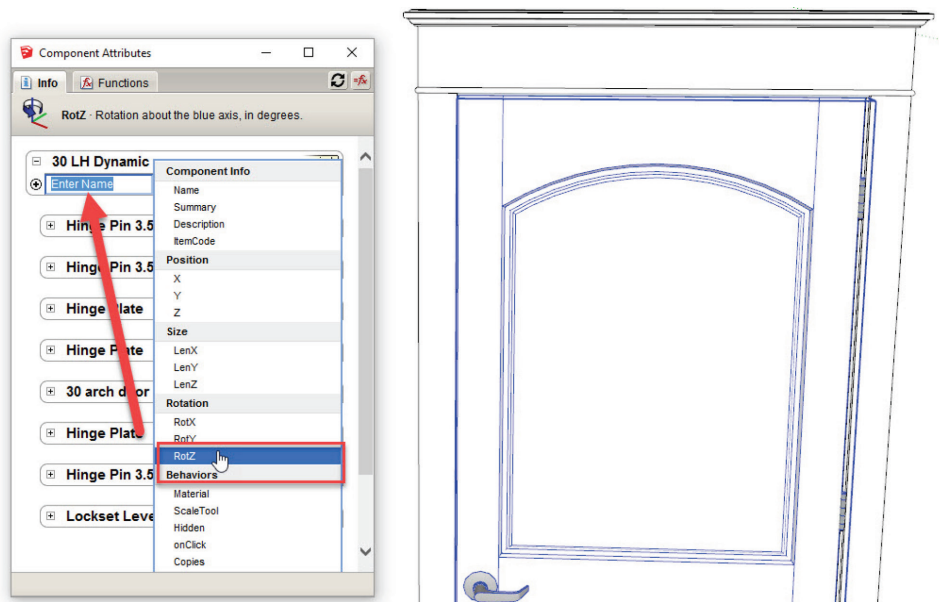 Component Attributes
Info
Functions
RotZ · Rotation about the blue axis, in degrees.
30 LH Dynamic
Enter Name
Hinge Pin 3.5
Hinge Pin 3.5
Hinge Plate
Hinge Plate
30 arch door
Hinge Plate
Hinge Pin 3.5
Lockset Leve
Component Info
Name
Summary
Description
ItemCode
Position
X
Y
Z
Size
LenX
LenY
LenZ
Rotation
RotX
RotY
RotZ
Behaviors
Material
ScaleTool
Hidden
onClick
Copies